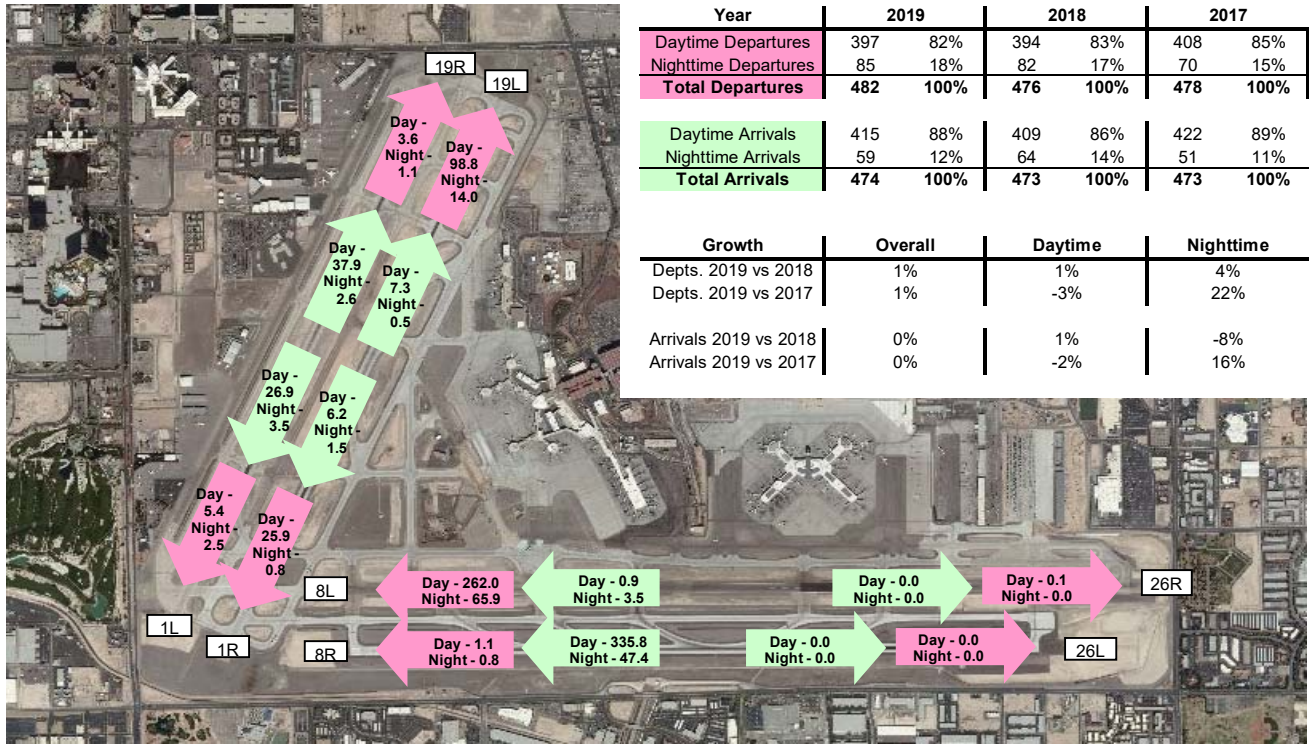 Year 2019 2018 2017
Daytime Departures 397 82% 394 83% 408 85%
Nighttime Departures 85 18% 82 17% 70 15%
Total Departures 482 100% 476 100% 478 100%
Daytime Arrivals 415 88% 409 86% 422 89%
Nighttime Arrivals 59 12% 64 14% 51 11%
Total Arrivals 474 100% 473 100% 473 100%
Growth Overall Daytime Nighttime
Depts. 2019 vs 2018 1% 1% 4%
Depts. 2019 vs 2017 1% -3% 22%
Arrivals 2019 vs 2018 0% 1% -8%
Arrivals 2019 vs 2017 0% -2% 16%
19R
19L
Day -
3.6
Night -
1.1
Day -
98.8
Night -
14.0
Day -
37.9
Night -
2.6
Day -
7.3
Night -
0.5
Day -
26.9
Night -
3.5
Day -
6.2
Night -
1.5
Day -
5.4
Night -
2.5
Day -
25.9
Night -
0.8
1L
1R
8L
Day - 262.0
Night - 65.9
Day - 0.9
Night - 3.5
Day - 0.0
Night - 0.0
Day - 0.1
Night - 0.0
26R
8R
Day - 1.1
Night - 0.8
Day - 335.8
Night - 47.4
Day - 0.0
Night - 0.0
Day - 0.0
Night - 0.0
26L